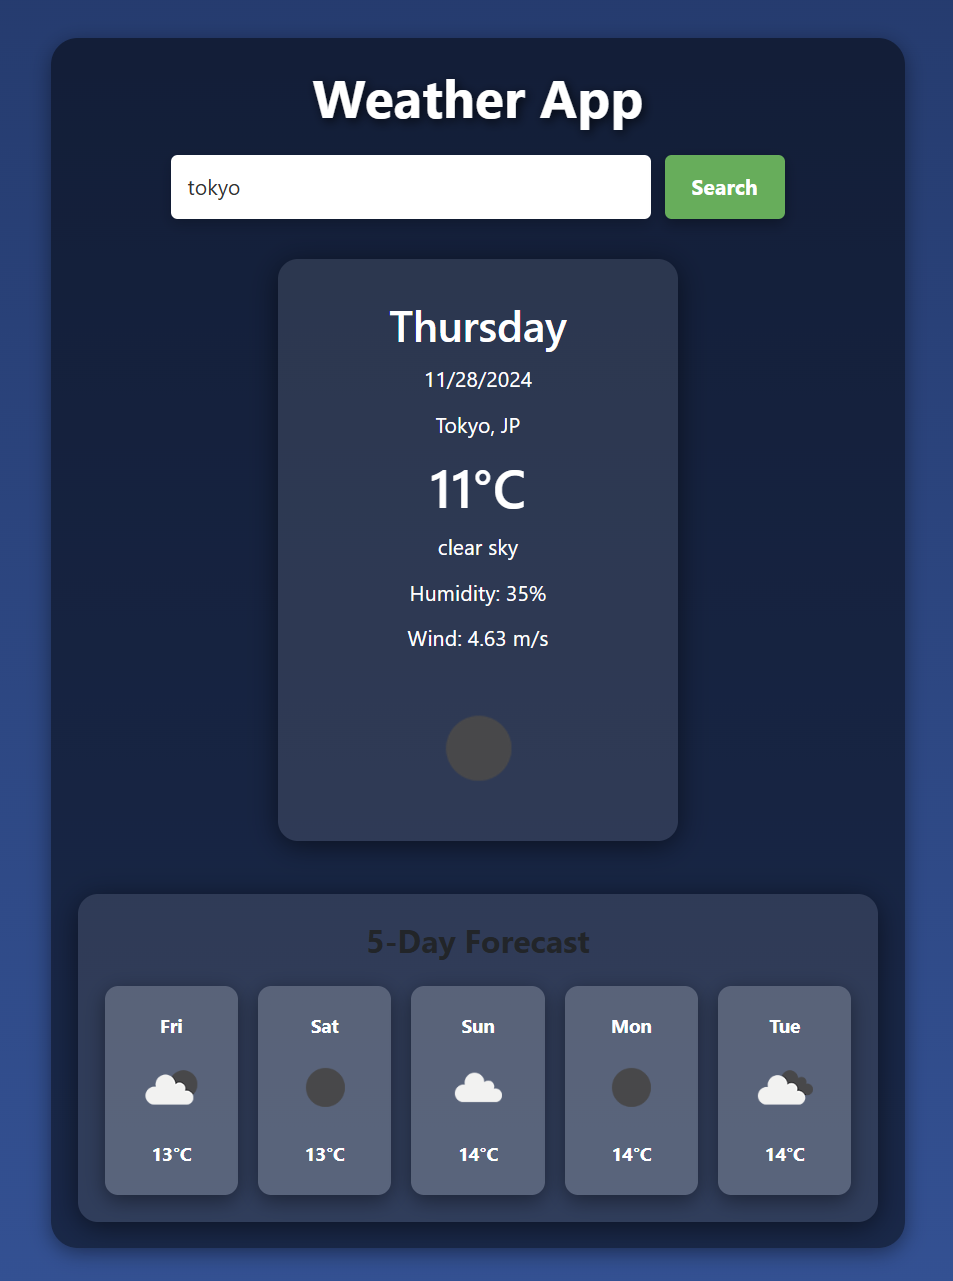 Weather App
tokyo
Search
Thursday
11/28/2024
Tokyo, JP
11°C
clear sky
Humidity: 35%
Wind: 4.63 m/s
5-Day Forecast
Fri
Sat
Sun
Mon
Tue
13°C
13°C
14°C
14°C
14°C